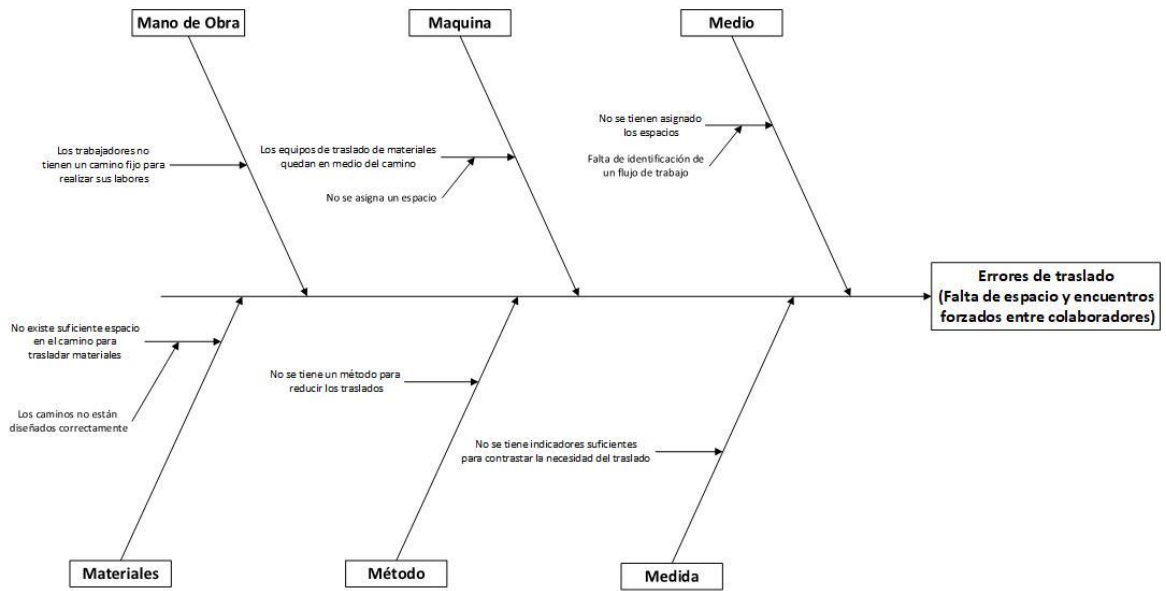 Mano de Obra
Maquina
Medio
No se tienen asignado
los espacios
Los trabajadores no
tienen un camino fijo para
realizar sus labores
Los equipos de traslado de materiales
quedan en medio del camino
Falta de identificación de
un flujo de trabajo
No se asigna un espacio
Errores de traslado
(Falta de espacio y encuentros
forzados entre colaboradores)
No existe suficiente espacio
en el camino para
trasladar materiales
No se tiene un método para
reducir los traslados
Los caminos no están
diseñados correctamente
No se tiene indicadores suficientes
para contrastar la necesidad del traslado
Materiales
Método
Medida